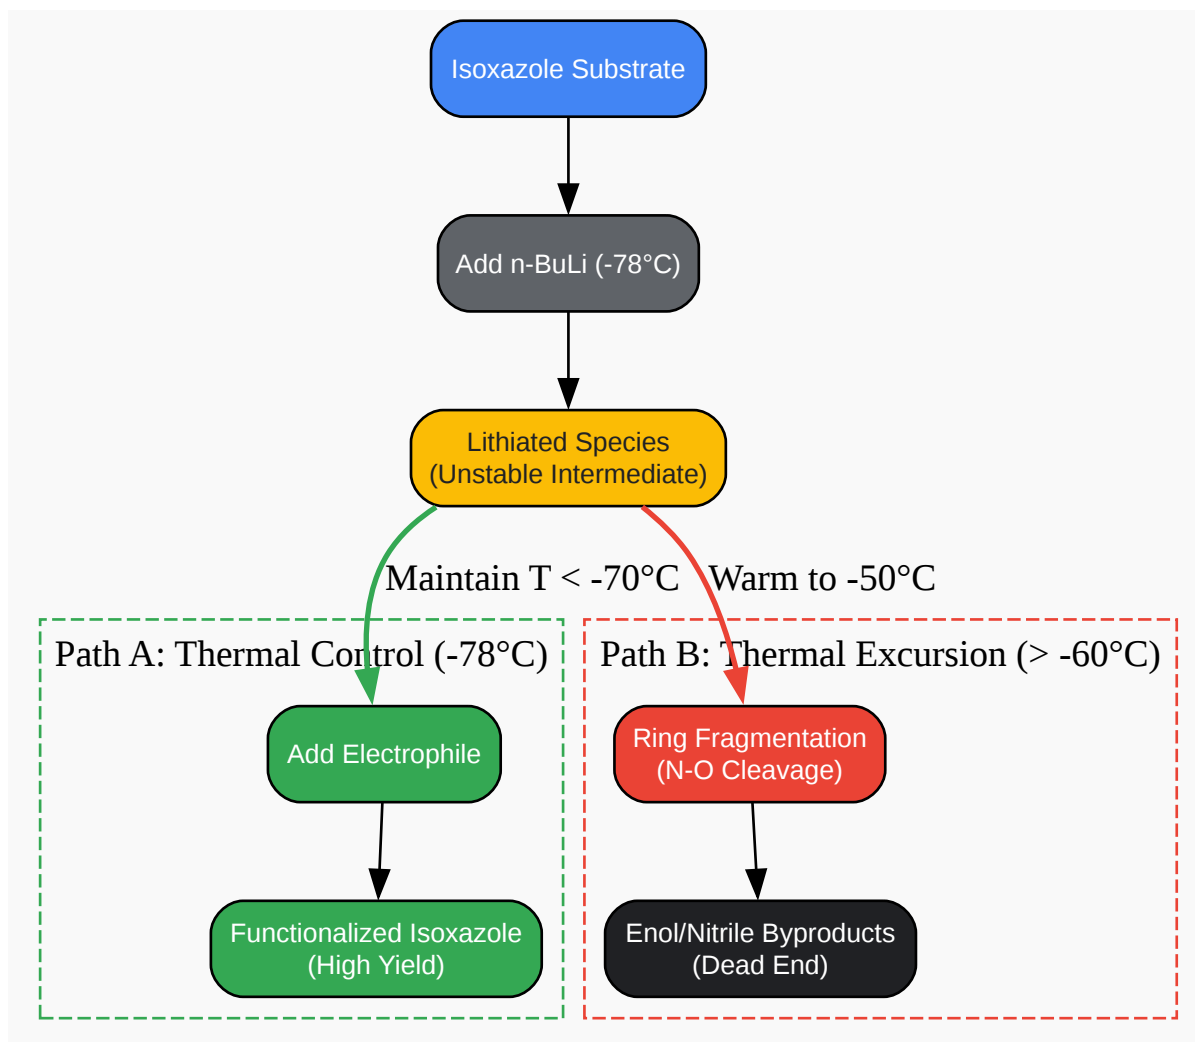 Isoxazole Substrate
Add n-BuLi (-78°C)
Lithiated Species
(Unstable Intermediate)
Maintain T < -70°C
Warm to -50°C
Path A: Thermal Control (-78°C)
Path B: Thermal Excursion (> -60°C)
Add Electrophile
Ring Fragmentation
(N-O Cleavage)
Functionalized Isoxazole
(High Yield)
Enol/Nitrile Byproducts
(Dead End)